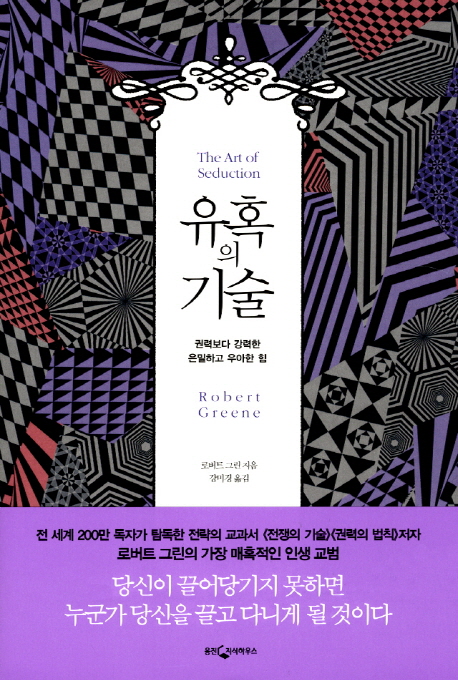 The Art of
Seduction
유혹
의
기술
권력보다 강력한
은밀하고 우아한 힘
Robert
Greene
로버트 그린 지음
강미경 옮김
전 세계 200만 독자가 탐독한 전략의 교과서 《전쟁의 기술》《권력의 법칙》저자
로버트 그린의 가장 매혹적인 인생 교범
당신이 끌어당기지 못하면
누군가 당신을 끌고 다니게 될 것이다
웅진 지식하우스